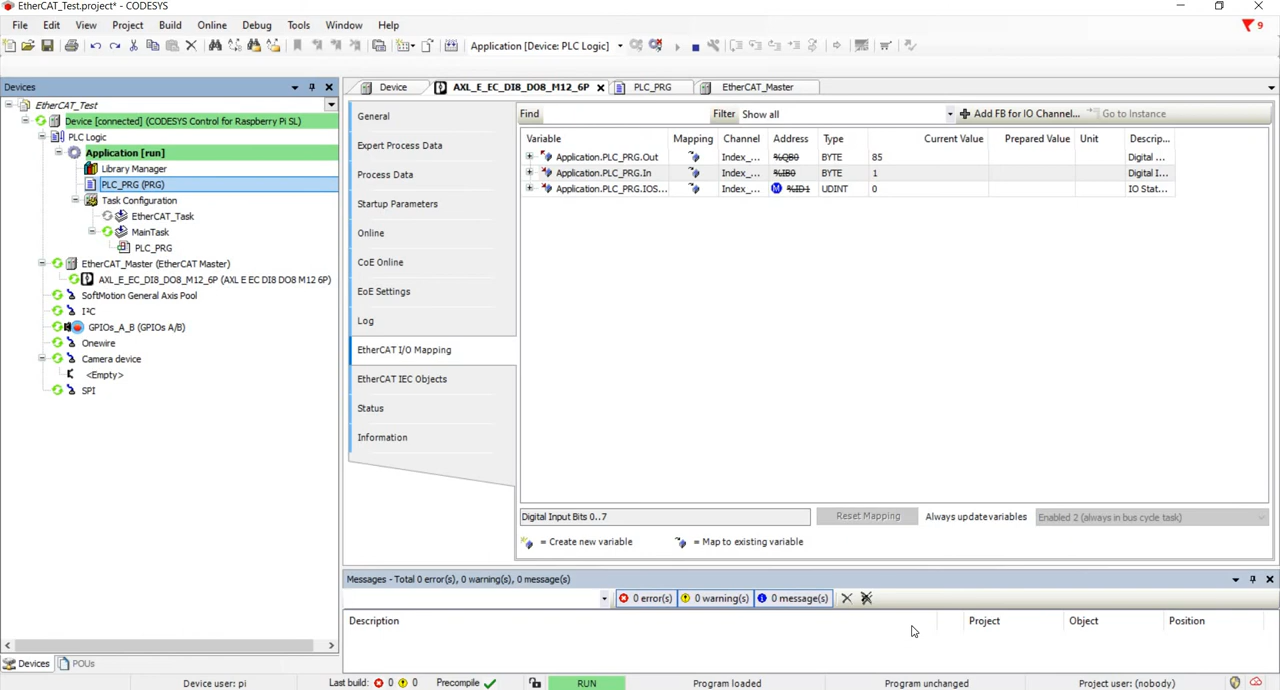 EtherCAT_Test.project* - CODESYS
File Edit View Project Build Online Debug Tools Window Help
9
Application [Device: PLC Logic]
Devices
Device
AXL_E_EC_DI8_DO8_M12_6P
PLC_PRG
EtherCAT_Master
EtherCAT_Test
Device [connected] (CODESYS Control for Raspberry Pi SL)
PLC Logic
Application [run]
Library Manager
PLC_PRG (PRG)
Task Configuration
EtherCAT_Task
MainTask
PLC_PRG
EtherCAT_Master (EtherCAT Master)
AXL_E_EC_DI8_DO8_M12_6P (AXL E EC DI8 DO8 M12 6P)
SoftMotion General Axis Pool
I²C
GPIOs_A_B (GPIOs A/B)
Onewire
Camera device
<Empty>
SPI
Devices POUs
General
Expert Process Data
Process Data
Startup Parameters
Online
CoE Online
EoE Settings
Log
EtherCAT I/O Mapping
EtherCAT IEC Objects
Status
Information
Find Filter Show all Add FB for IO Channel... Go to Instance
Variable Mapping Channel Address Type Current Value Prepared Value Unit Descrip...
Application.PLC_PRG.Out Index_... %QB0 BYTE 85 Digital ...
Application.PLC_PRG.In Index_... %IB0 BYTE 1 Digital I...
Application.PLC_PRG.IOS... Index_... M %ID1 UDINT 0 IO Stat...
Digital Input Bits 0..7 Reset Mapping Always update variables Enabled 2 (always in bus cycle task)
= Create new variable = Map to existing variable
Messages - Total 0 error(s), 0 warning(s), 0 message(s)
0 error(s) 0 warning(s) 0 message(s)
Description Project Object Position
Device user: pi Last build: 0 0 Precompile RUN Program loaded Program unchanged Project user: (nobody)